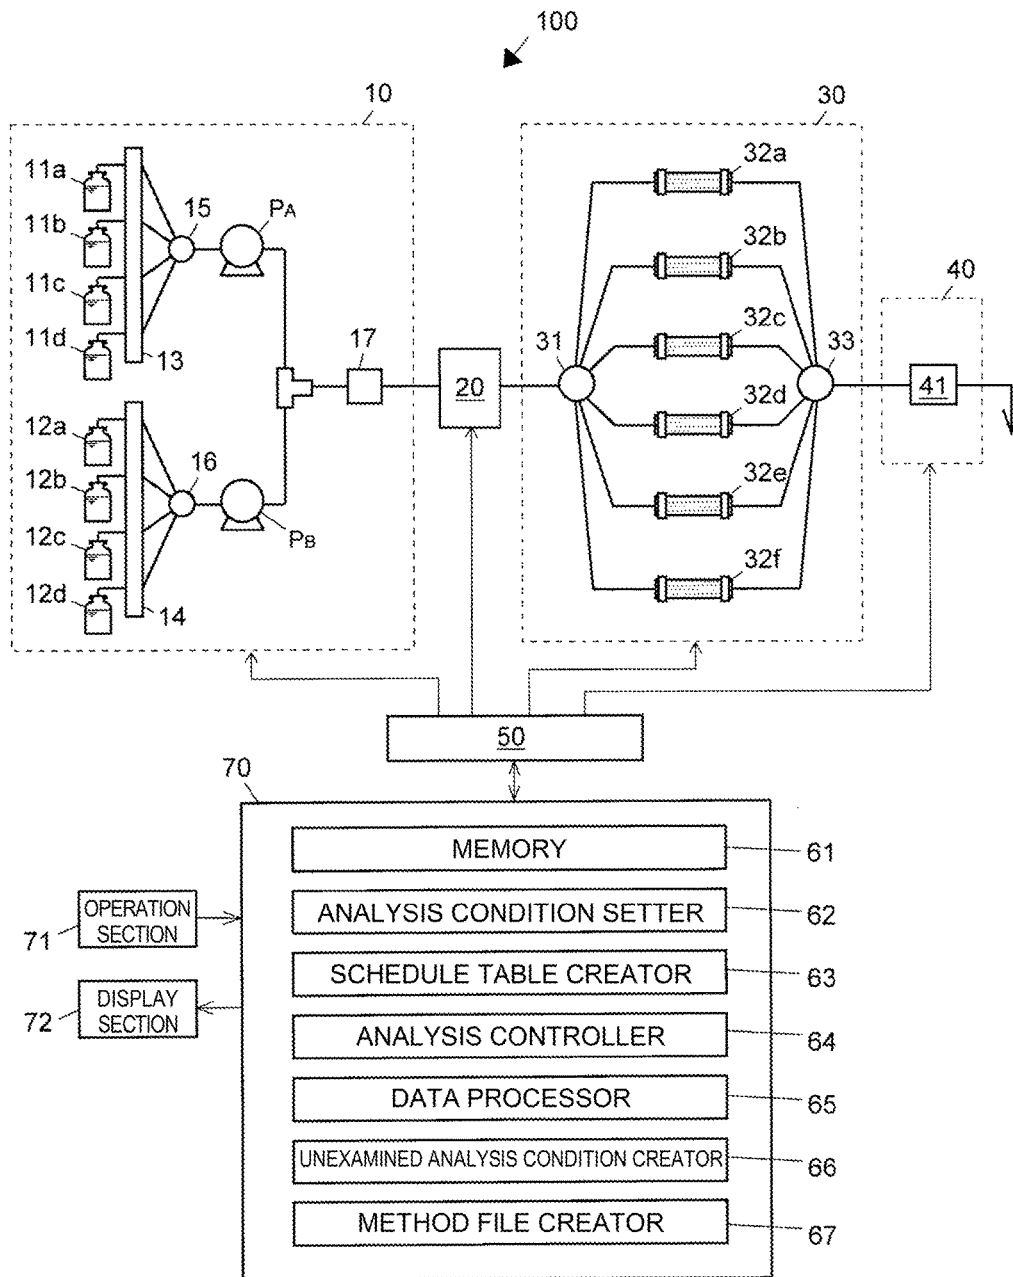 100
10
30
11a
11b
11c
11d
15
PA
13
17
12a
12b
12c
12d
16
PB
14
20
31
32a
32b
32c
32d
32e
32f
33
40
41
50
70
MEMORY
61
ANALYSIS CONDITION SETTER
62
SCHEDULE TABLE CREATOR
63
ANALYSIS CONTROLLER
64
DATA PROCESSOR
65
UNEXAMINED ANALYSIS CONDITION CREATOR
66
METHOD FILE CREATOR
67
OPERATION
SECTION
71
DISPLAY
SECTION
72